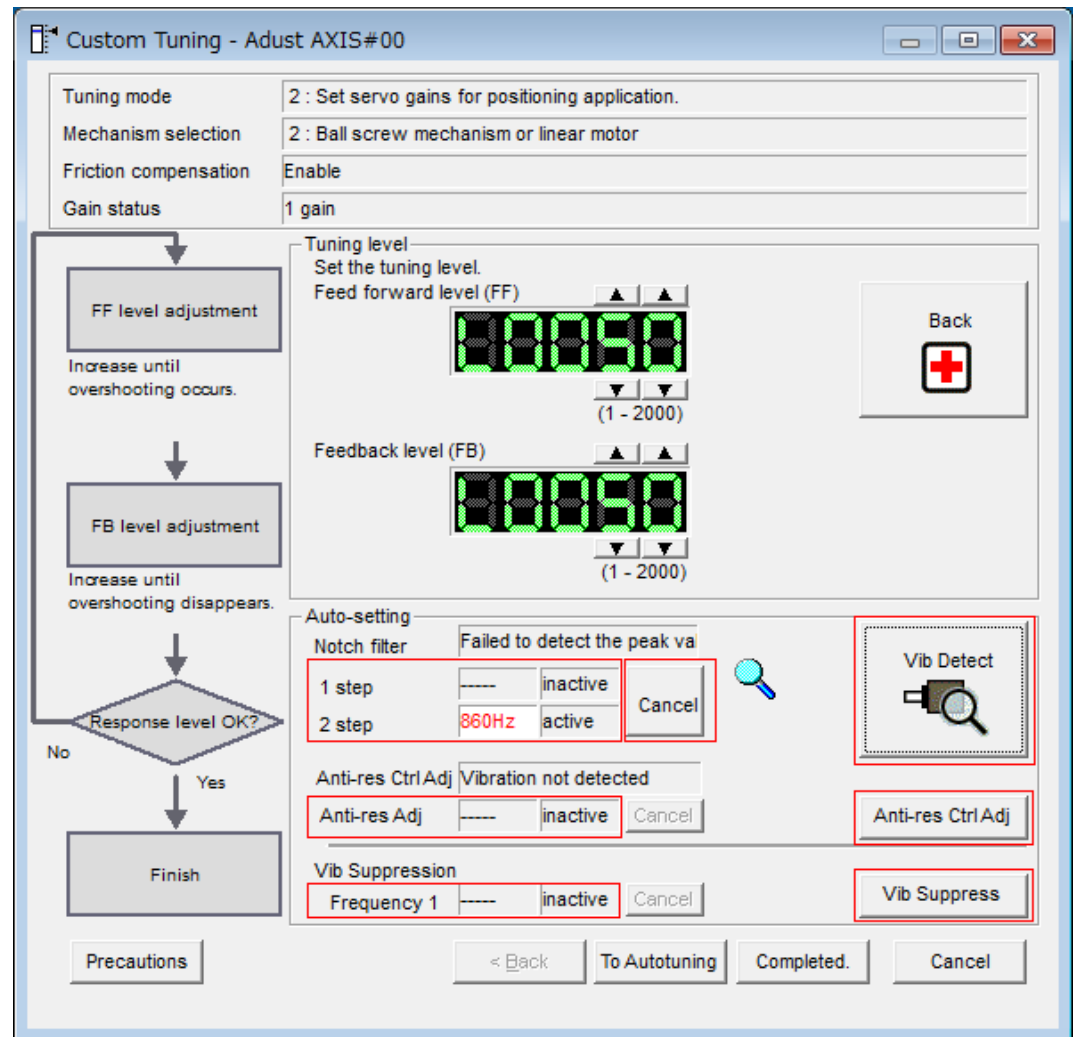 Custom Tuning - Adust AXIS#00
Tuning mode 2 : Set servo gains for positioning application.
Mechanism selection 2 : Ball screw mechanism or linear motor
Friction compensation Enable
Gain status 1 gain
FF level adjustment
Increase until
overshooting occurs.
FB level adjustment
Increase until
overshooting disappears.
Response level OK?
No
Yes
Finish
Tuning level
Set the tuning level.
Feed forward level (FF)
L0050
(1 - 2000)
Feedback level (FB)
L0050
(1 - 2000)
Back
Auto-setting
Notch filter Failed to detect the peak val
1 step ----- inactive
2 step 860Hz active
Cancel
Vib Detect
Anti-res Ctrl Adj Vibration not detected
Anti-res Adj ----- inactive Cancel
Anti-res Ctrl Adj
Vib Suppression
Frequency 1 ----- inactive Cancel
Vib Suppress
Precautions < Back To Autotuning Completed. Cancel